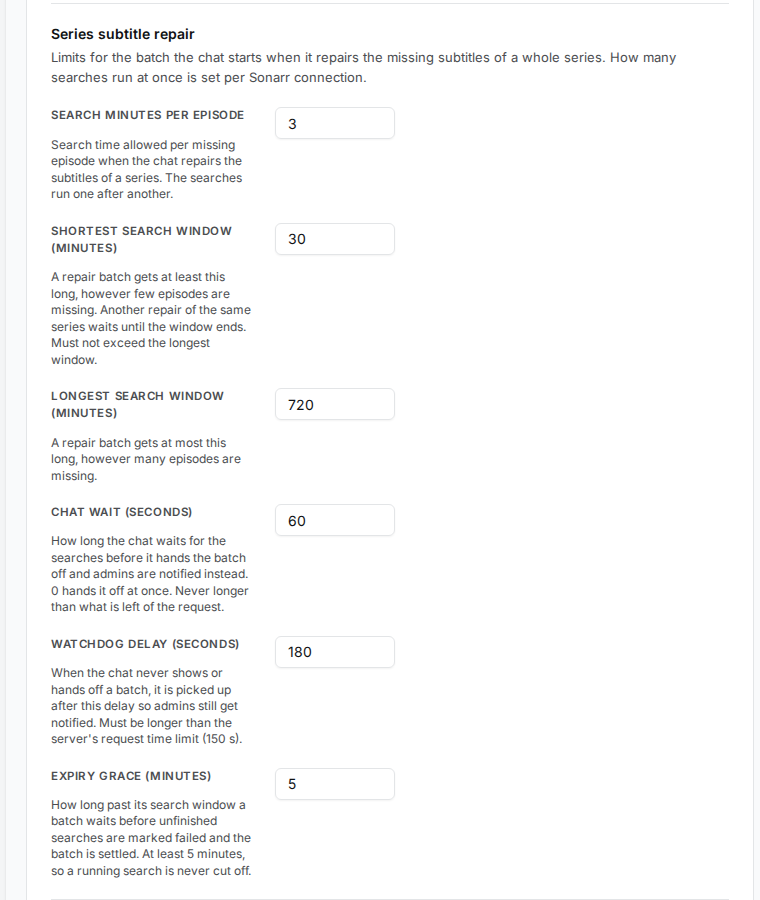 Series subtitle repair
Limits for the batch the chat starts when it repairs the missing subtitles of a whole series. How many
searches run at once is set per Sonarr connection.
SEARCH MINUTES PER EPISODE
3
Search time allowed per missing
episode when the chat repairs the
subtitles of a series. The searches
run one after another.
SHORTEST SEARCH WINDOW
(MINUTES)
30
A repair batch gets at least this
long, however few episodes are
missing. Another repair of the same
series waits until the window ends.
Must not exceed the longest
window.
LONGEST SEARCH WINDOW
(MINUTES)
720
A repair batch gets at most this
long, however many episodes are
missing.
CHAT WAIT (SECONDS)
60
How long the chat waits for the
searches before it hands the batch
off and admins are notified instead.
0 hands it off at once. Never longer
than what is left of the request.
WATCHDOG DELAY (SECONDS)
180
When the chat never shows or
hands off a batch, it is picked up
after this delay so admins still get
notified. Must be longer than the
server's request time limit (150 s).
EXPIRY GRACE (MINUTES)
5
How long past its search window a
batch waits before unfinished
searches are marked failed and the
batch is settled. At least 5 minutes,
so a running search is never cut off.